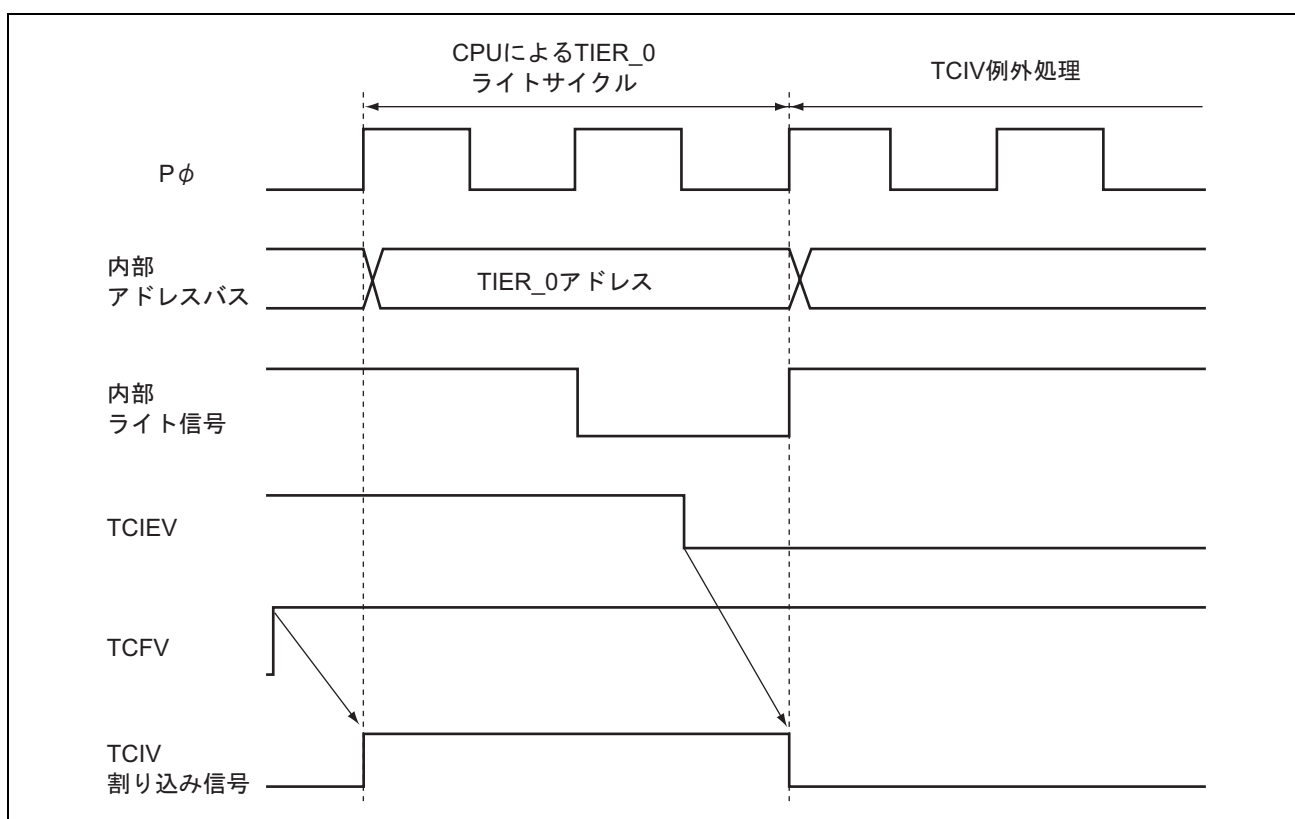 CPUによるTIER_0
ライトサイクル
TCIV例外処理
Pφ
内部
アドレスバス
TIER_0アドレス
内部
ライト信号
TCIEV
TCFV
TCIV
割り込み信号